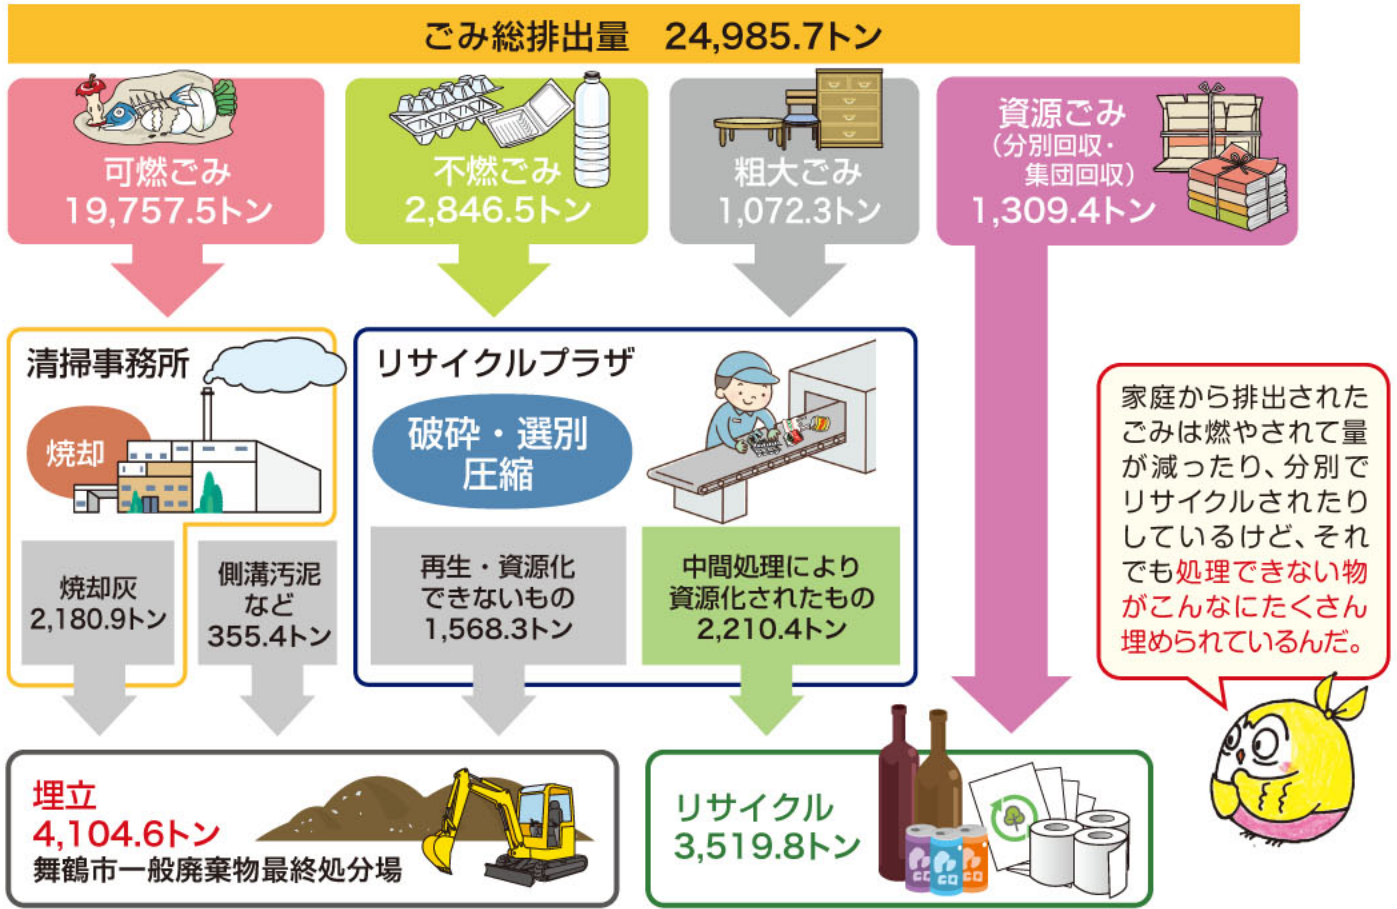 ごみ総排出量 24,985.7トン
可燃ごみ
19,757.5トン
不燃ごみ
2,846.5トン
粗大ごみ
1,072.3トン
資源ごみ
（分別回収・
集団回収）
1,309.4トン
清掃事務所
焼却
リサイクルプラザ
破砕・選別
圧縮
焼却灰
2,180.9トン
側溝汚泥
など
355.4トン
再生・資源化
できないもの
1,568.3トン
中間処理により
資源化されたもの
2,210.4トン
家庭から排出された
ごみは燃やされて量
が減ったり、分別で
リサイクルされたり
しているけど、それ
でも処理できない物
がこんなにたくさん
埋められているんだ。
埋立
4,104.6トン
舞鶴市一般廃棄物最終処分場
リサイクル
3,519.8トン